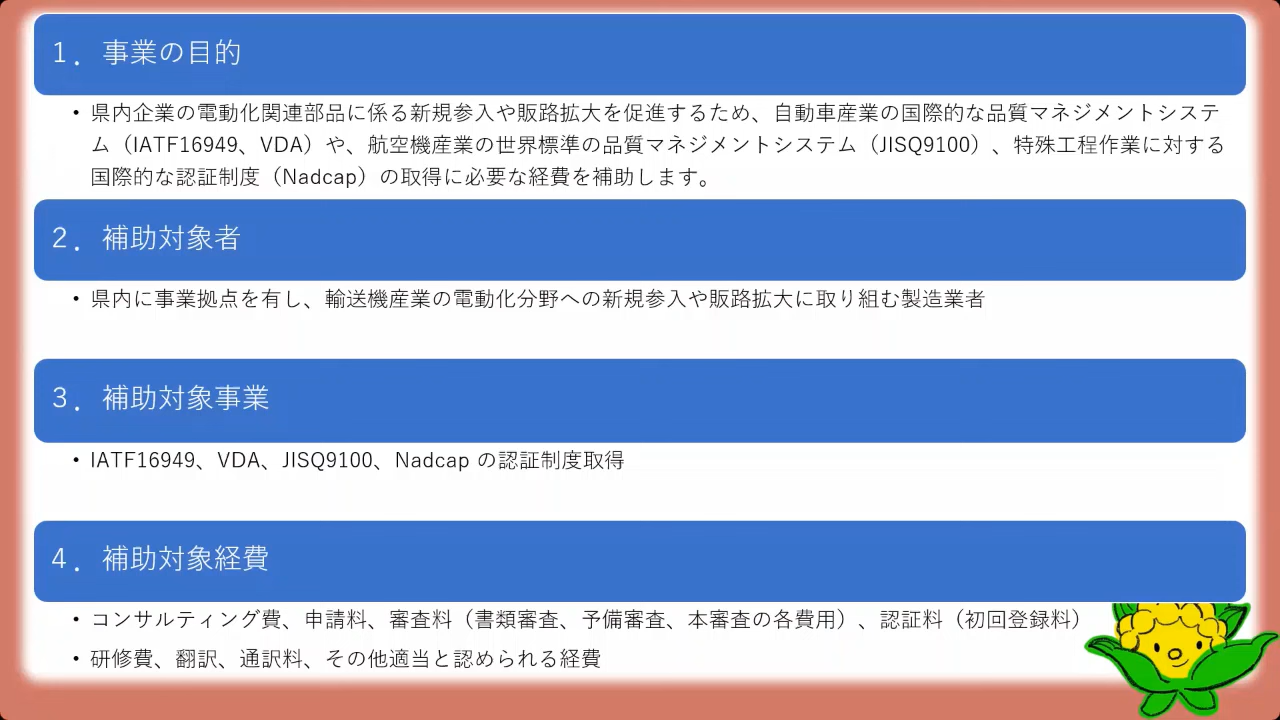 １．事業の目的
・県内企業の電動化関連部品に係る新規参入や販路拡大を促進するため、自動車産業の国際的な品質マネジメントシステ
ム（IATF16949、VDA）や、航空機産業の世界標準の品質マネジメントシステム（JISQ9100）、特殊工程作業に対する
国際的な認証制度（Nadcap）の取得に必要な経費を補助します。
２．補助対象者
・県内に事業拠点を有し、輸送機産業の電動化分野への新規参入や販路拡大に取り組む製造業者
３．補助対象事業
・IATF16949、VDA、JISQ9100、Nadcap の認証制度取得
４．補助対象経費
・コンサルティング費、申請料、審査料（書類審査、予備審査、本審査の各費用）、認証料（初回登録料）
・研修費、翻訳、通訳料、その他適当と認められる経費